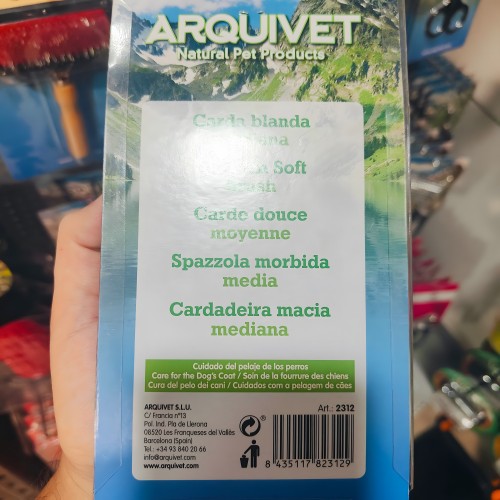 ARQUIVET
Natural Pet Products
Carda blanda
Soft
Carde douce
moyenne
Spazzola morbida
media
Cardadeira macia
mediana
Cuidado del pelaje de los perros
Care for the Dog's Coat / Soin de la fourrure des chiens
Cura del pelo dei cani / Cuidados com a pelagem de cães
ARQUIVET S.L.U.
C/ Francia nº13
Pol. Ind. Pla de Llerona
08520 Les Franqueses del Vallès
Barcelona (Spain)
Tel.: +34 93 840 20 66
info@arquivet.com
www.arquivet.com
Art.: 2312
8 435117 823129